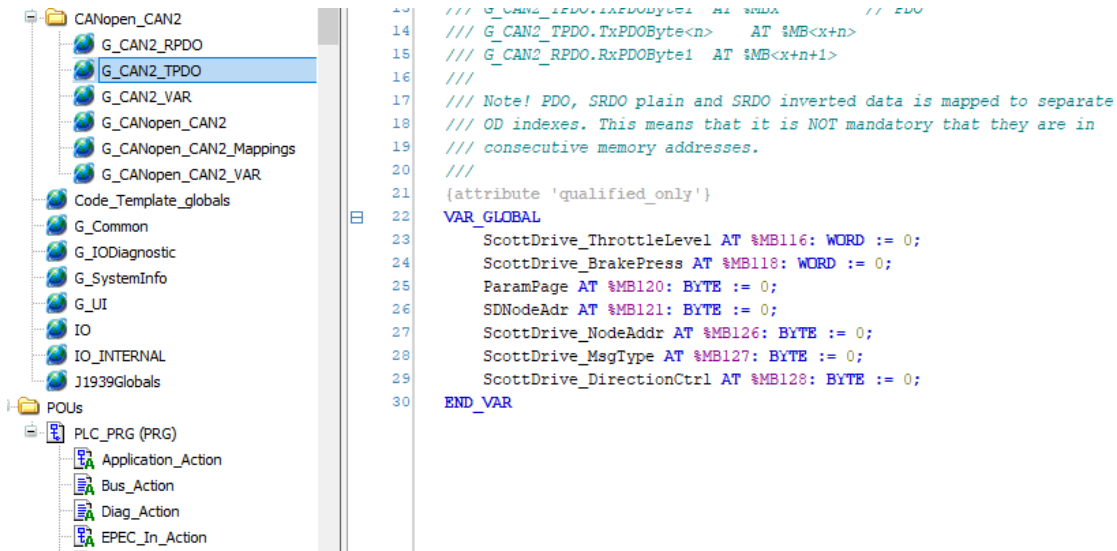 CANopen_CAN2
G_CAN2_RPDO
G_CAN2_TPDO
G_CAN2_VAR
G_CANopen_CAN2
G_CANopen_CAN2_Mappings
G_CANopen_CAN2_VAR
Code_Template_globals
G_Common
G_IODiagnostic
G_SystemInfo
G_UI
IO
IO_INTERNAL
J1939Globals
POUs
PLC_PRG (PRG)
Application_Action
Bus_Action
Diag_Action
EPEC_In_Action
13 /// G_CAN2_TPDO.TxPDOByte1 AT %MBx // PDO
14 /// G_CAN2_TPDO.TxPDOByte<n> AT %MB<x+n>
15 /// G_CAN2_RPDO.RxPDOByte1 AT %MB<x+n+1>
16 ///
17 /// Note! PDO, SRDO plain and SRDO inverted data is mapped to separate
18 /// OD indexes. This means that it is NOT mandatory that they are in
19 /// consecutive memory addresses.
20 ///
21 {attribute 'qualified_only'}
22 VAR_GLOBAL
23 ScottDrive_ThrottleLevel AT %MB116: WORD := 0;
24 ScottDrive_BrakePress AT %MB118: WORD := 0;
25 ParamPage AT %MB120: BYTE := 0;
26 SDNodeAdr AT %MB121: BYTE := 0;
27 ScottDrive_NodeAddr AT %MB126: BYTE := 0;
28 ScottDrive_MsgType AT %MB127: BYTE := 0;
29 ScottDrive_DirectionCtrl AT %MB128: BYTE := 0;
30 END_VAR